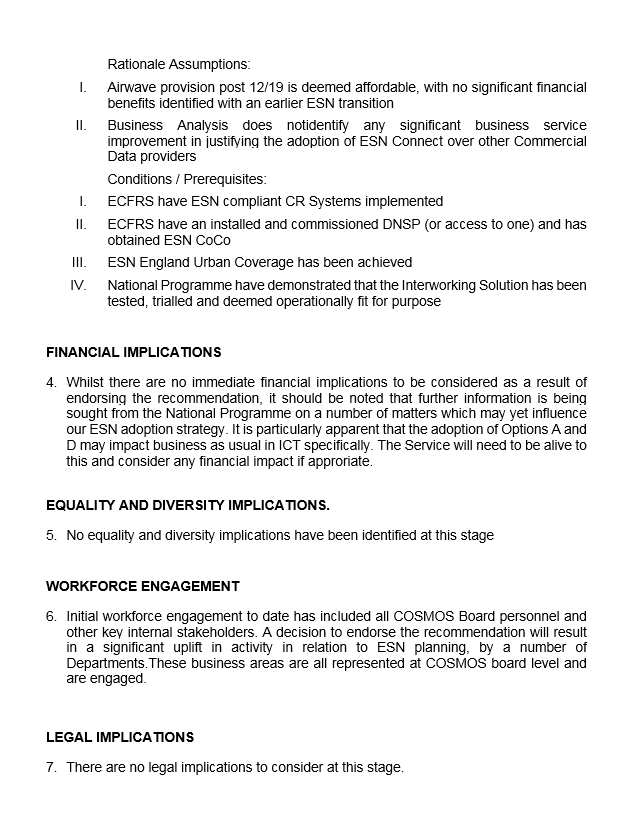 Rationale Assumptions:
I. Airwave provision post 12/19 is deemed affordable, with no significant financial
benefits identified with an earlier ESN transition
II. Business Analysis does notidentify any significant business service
improvement in justifying the adoption of ESN Connect over other Commercial
Data providers
Conditions / Prerequisites:
I. ECFRS have ESN compliant CR Systems implemented
II. ECFRS have an installed and commissioned DNSP (or access to one) and has
obtained ESN CoCo
III. ESN England Urban Coverage has been achieved
IV. National Programme have demonstrated that the Interworking Solution has been
tested, trialled and deemed operationally fit for purpose
FINANCIAL IMPLICATIONS
4. Whilst there are no immediate financial implications to be considered as a result of
endorsing the recommendation, it should be noted that further information is being
sought from the National Programme on a number of matters which may yet influence
our ESN adoption strategy. It is particularly apparent that the adoption of Options A and
D may impact business as usual in ICT specifically. The Service will need to be alive to
this and consider any financial impact if approriate.
EQUALITY AND DIVERSITY IMPLICATIONS.
5. No equality and diversity implications have been identified at this stage
WORKFORCE ENGAGEMENT
6. Initial workforce engagement to date has included all COSMOS Board personnel and
other key internal stakeholders. A decision to endorse the recommendation will result
in a significant uplift in activity in relation to ESN planning, by a number of
Departments.These business areas are all represented at COSMOS board level and
are engaged.
LEGAL IMPLICATIONS
7. There are no legal implications to consider at this stage.